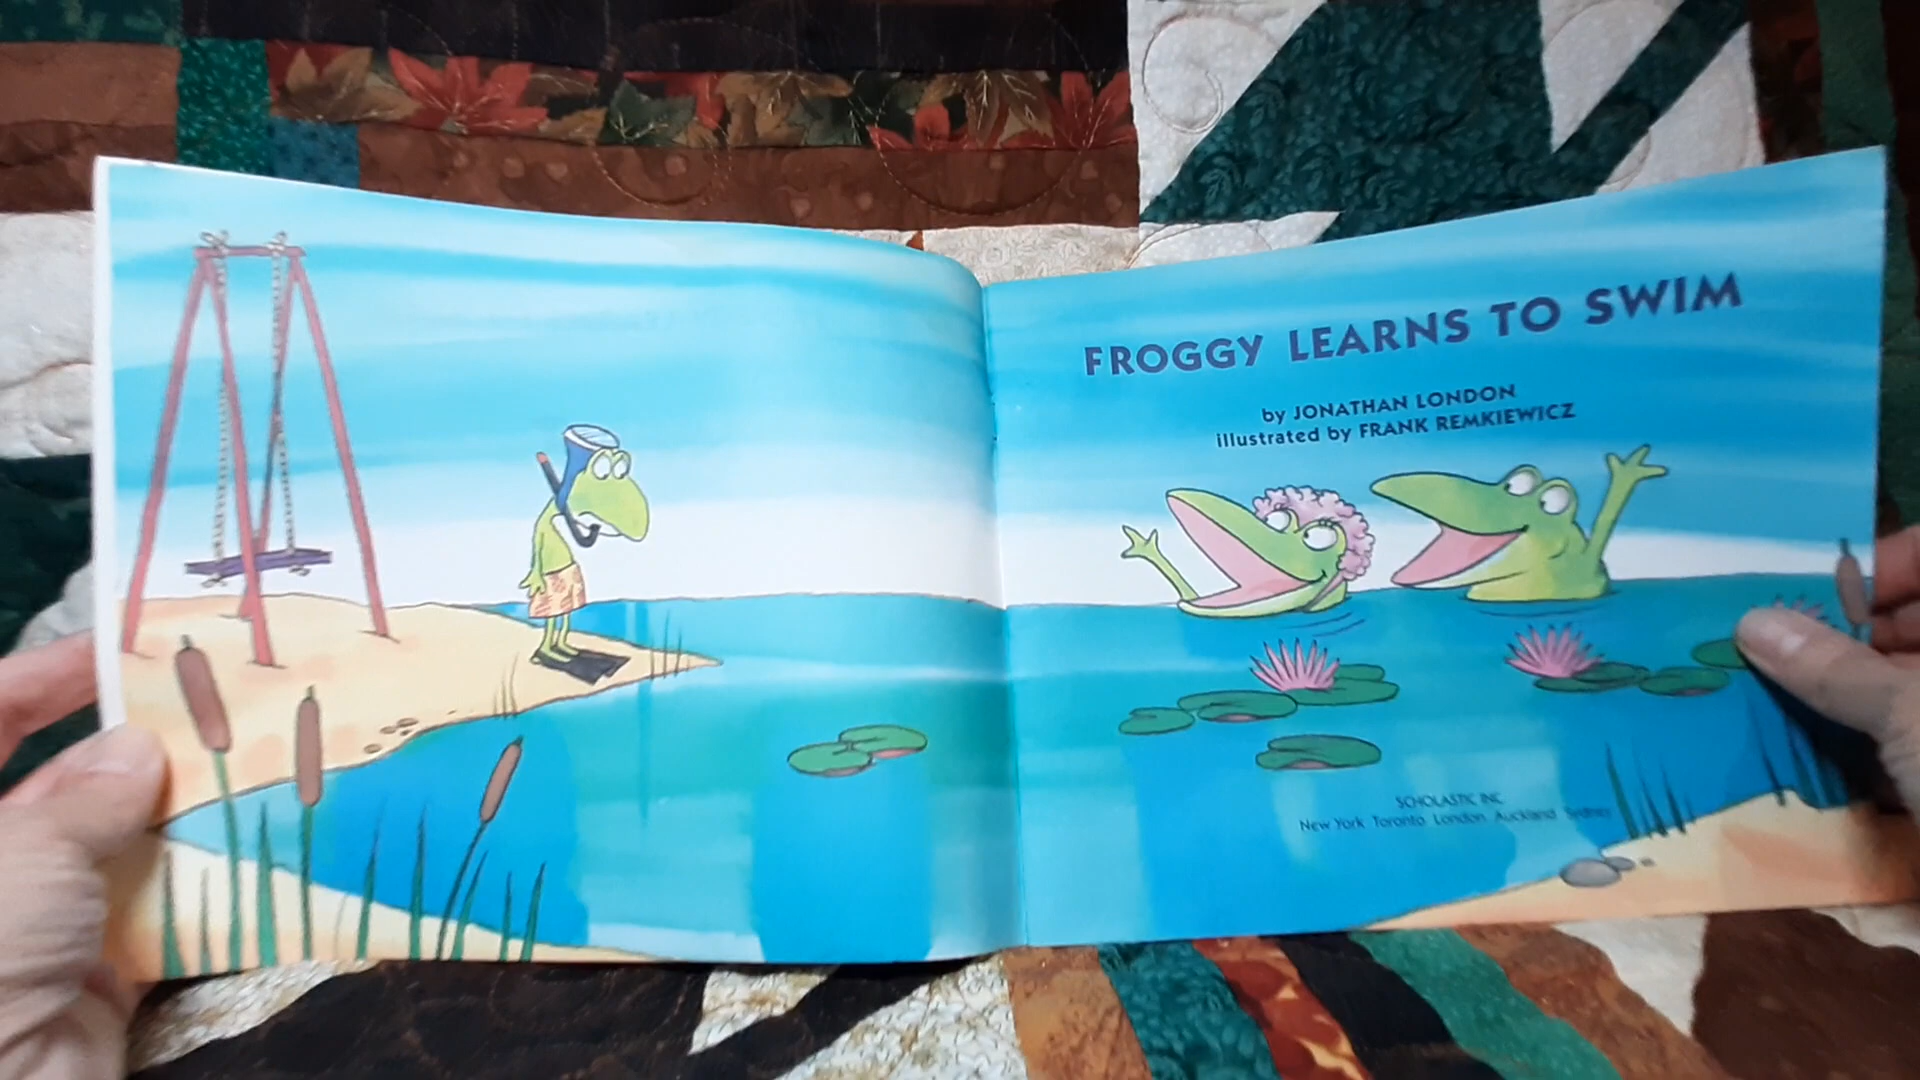 FROGGY LEARNS TO SWIM
by JONATHAN LONDON
illustrated by FRANK REMKIEWICZ
SCHOLASTIC INC.
New York Toronto London Auckland Sydney